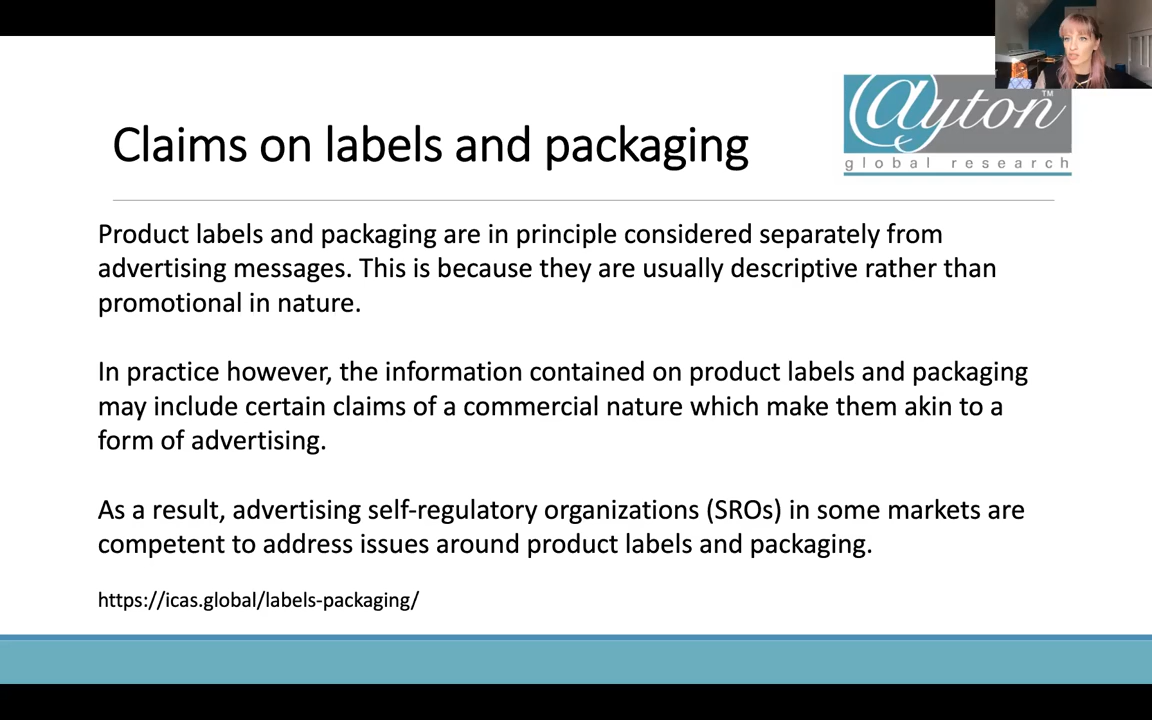 Claims on labels and packaging
@yton™
global research
Product labels and packaging are in principle considered separately from
advertising messages. This is because they are usually descriptive rather than
promotional in nature.
In practice however, the information contained on product labels and packaging
may include certain claims of a commercial nature which make them akin to a
form of advertising.
As a result, advertising self-regulatory organizations (SROs) in some markets are
competent to address issues around product labels and packaging.
https://icas.global/labels-packaging/